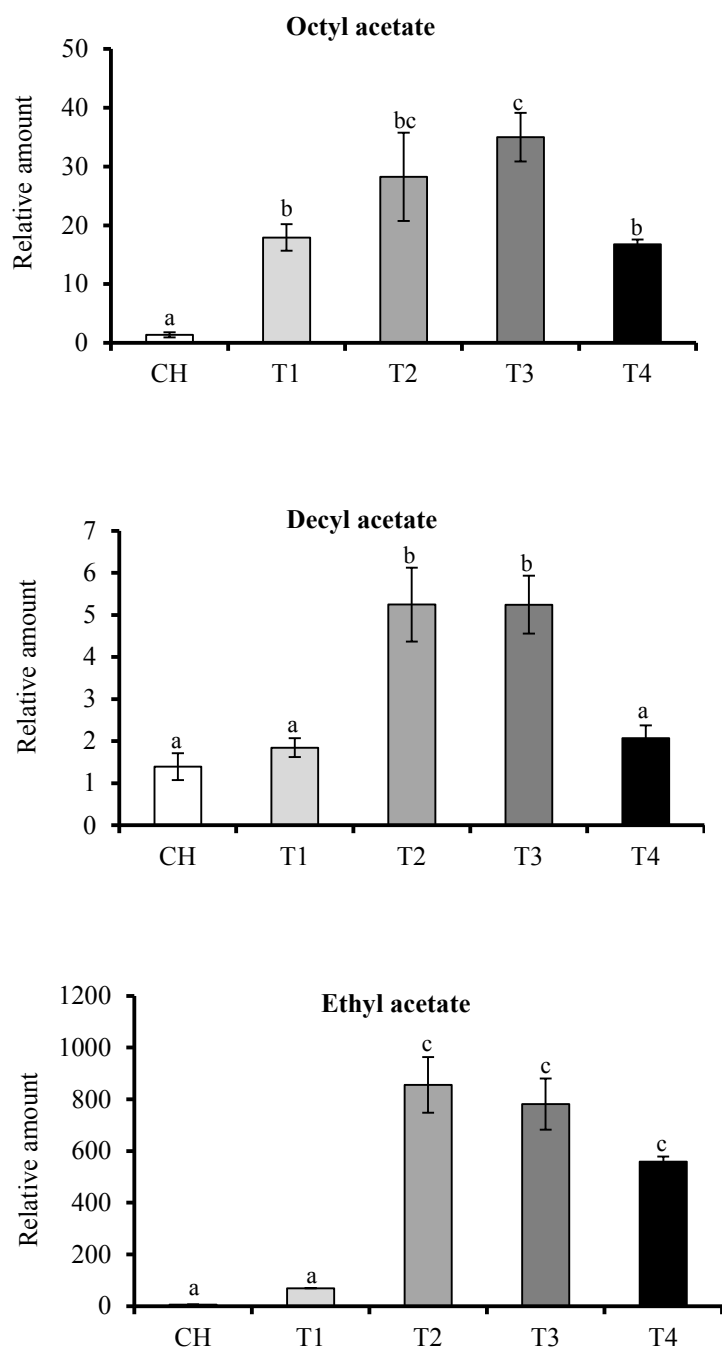 Octyl acetate
50
40
30
20
10
0
Relative amount
a
b
bc
c
b
CH T1 T2 T3 T4
Decyl acetate
7
6
5
4
3
2
1
0
Relative amount
a
a
b
b
a
CH T1 T2 T3 T4
Ethyl acetate
1200
1000
800
600
400
200
0
Relative amount
a
a
c
c
c
CH T1 T2 T3 T4